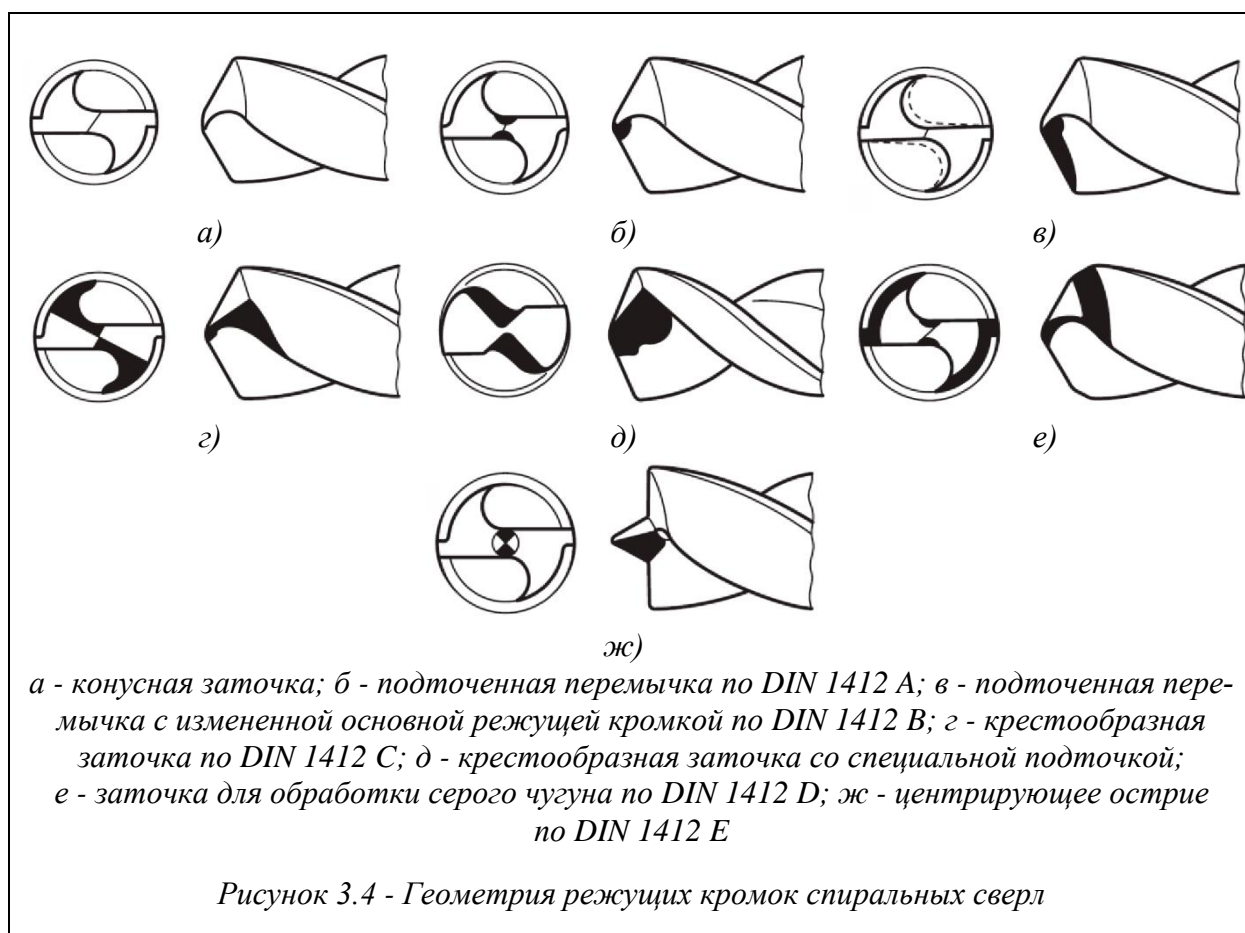 а)
б)
в)
г)
д)
е)
ж)
а - конусная заточка; б - подточенная перемычка по DIN 1412 A; в - подточенная пере-
мычка с измененной основной режущей кромкой по DIN 1412 B; г - крестообразная
заточка по DIN 1412 C; д - крестообразная заточка со специальной подточкой;
е - заточка для обработки серого чугуна по DIN 1412 D; ж - центрирующее острие
по DIN 1412 E
Рисунок 3.4 - Геометрия режущих кромок спиральных сверл